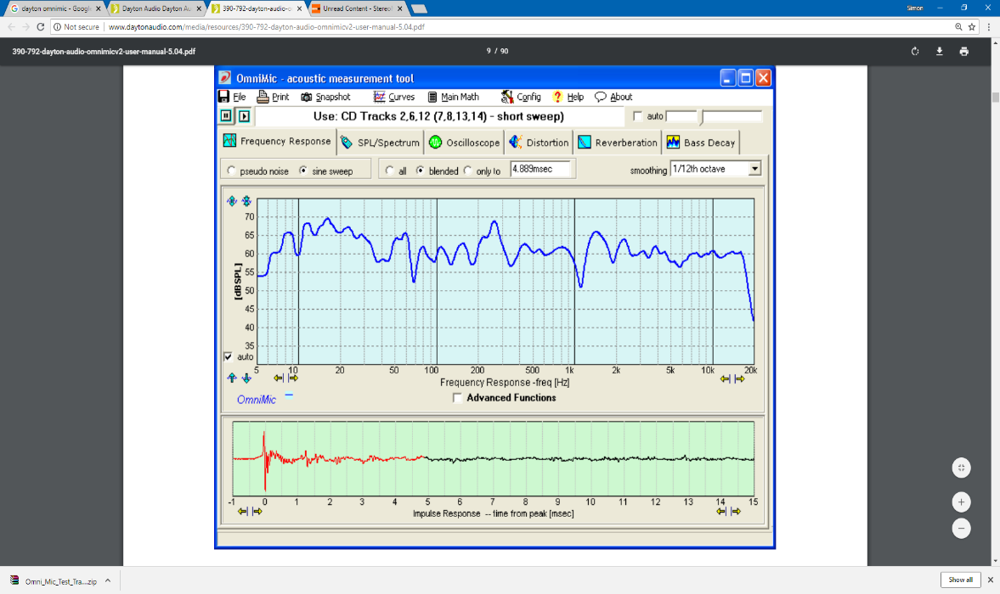 dayton omnimic - Google
Dayton Audio Dayton Au
390-792-dayton-audio-o
Unread Content - Stereo
Simon
Not secure | www.daytonaudio.com/media/resources/390-792-dayton-audio-omnimicv2-user-manual-5.04.pdf
390-792-dayton-audio-omnimicv2-user-manual-5.04.pdf
9 / 90
OmniMic - acoustic measurement tool
File Print Snapshot Curves Main Math Config Help About
Use: CD Tracks 2,6,12 (7,8,13,14) - short sweep)
auto
Frequency Response SPL/Spectrum Oscilloscope Distortion Reverberation Bass Decay
pseudo noise sine sweep all blended only to 4.889msec smoothing 1/12th octave
70
65
60
55
50
45
40
35
[dBSPL]
auto
5 10 20 50 100 200 500 1k 2k 5k 10k 20k
Frequency Response -freq [Hz]
OmniMic
Advanced Functions
-1 0 1 2 3 4 5 6 7 8 9 10 11 12 13 14 15
Impulse Response -- time from peak [msec]
Omni_Mic_Test_Tra....zip
Show all